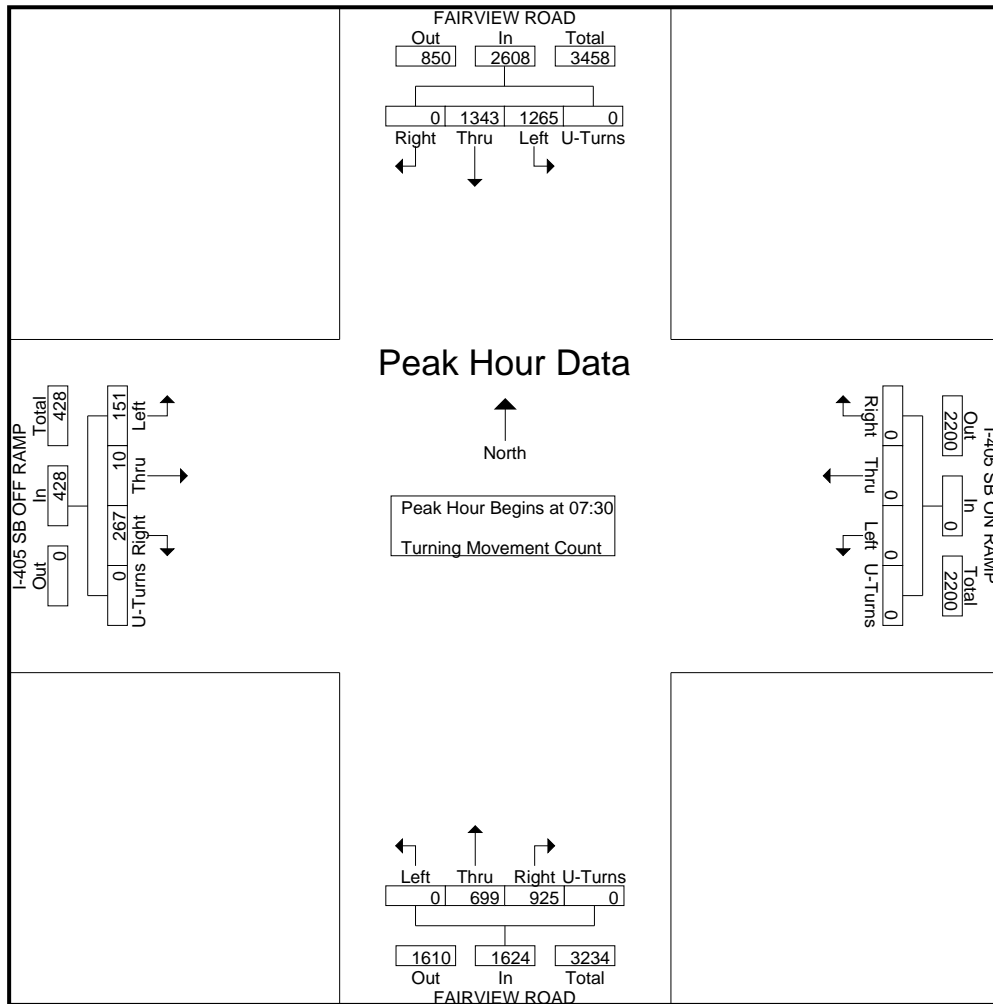 FAIRVIEW ROAD
Out In Total
850 2608 3458
0 1343 1265 0
Right Thru Left U-Turns
Peak Hour Data
North
Peak Hour Begins at 07:30
Turning Movement Count
I-405 SB OFF RAMP
Out In Total
0 428 428
0 267 10 151
U-Turns Right Thru Left
I-405 SB ON RAMP
Out In Total
2200 0 2200
0 0 0 0
Right Thru Left U-Turns
Left Thru Right U-Turns
0 699 925 0
1610 1624 3234
Out In Total
FAIRVIEW ROAD